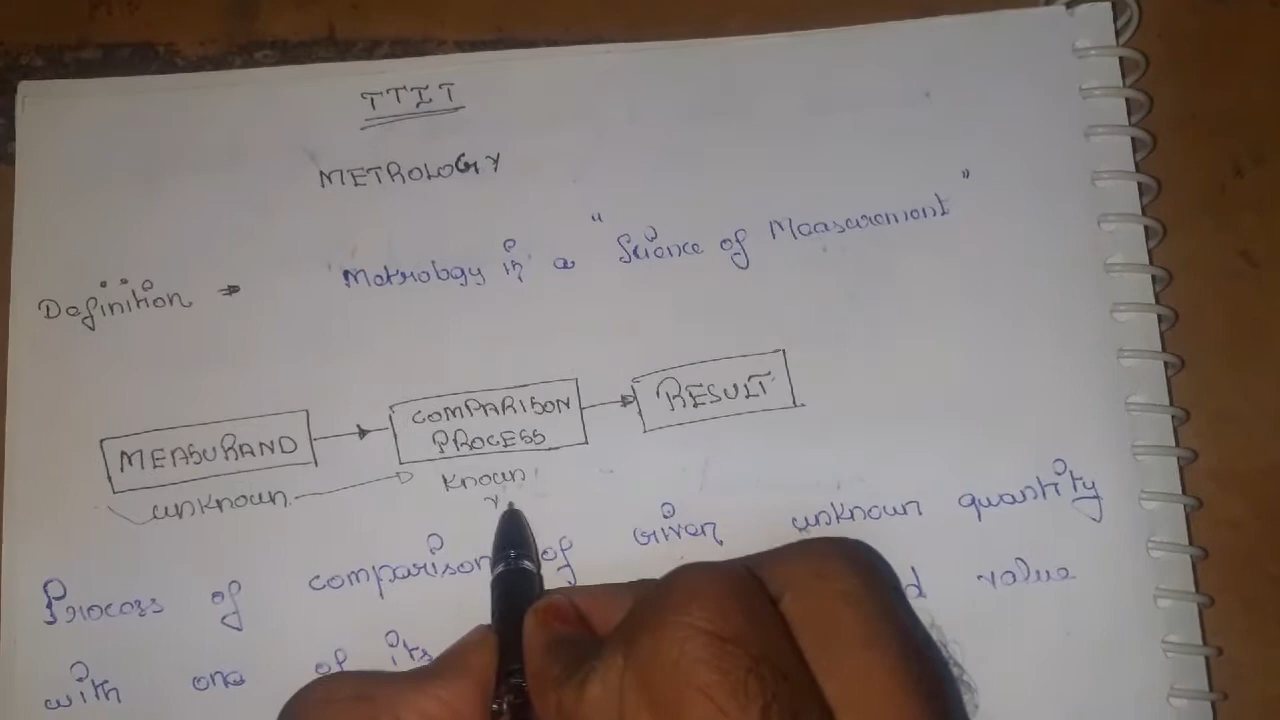 TTIT
METROLOGY
Definition ⇒ Metrology is a "Science of Measurement"
MEASURAND
COMPARISON
PROCESS
RESULT
unknown
known
Process of comparison of Given unknown quantity
with one of its value